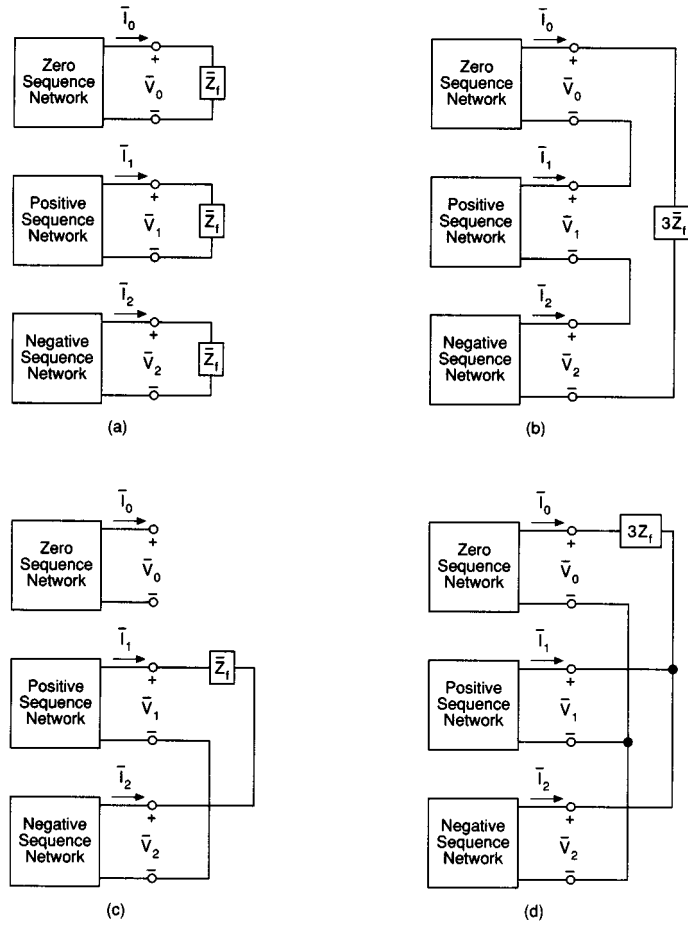 Ī₀
Zero
Sequence
Network
+
V̄₀
−
Z̄f
Ī₁
Positive
Sequence
Network
+
V̄₁
−
Z̄f
Ī₂
Negative
Sequence
Network
+
V̄₂
−
Z̄f
(a)
Ī₀
Zero
Sequence
Network
+
V̄₀
−
Ī₁
Positive
Sequence
Network
+
V̄₁
−
3Z̄f
Ī₂
Negative
Sequence
Network
+
V̄₂
−
(b)
Ī₀
Zero
Sequence
Network
+
V̄₀
−
Ī₁
Positive
Sequence
Network
+
V̄₁
−
Z̄f
Ī₂
Negative
Sequence
Network
+
V̄₂
−
(c)
Ī₀
Zero
Sequence
Network
+
V̄₀
−
3Zf
Ī₁
Positive
Sequence
Network
+
V̄₁
−
Ī₂
Negative
Sequence
Network
+
V̄₂
−
(d)